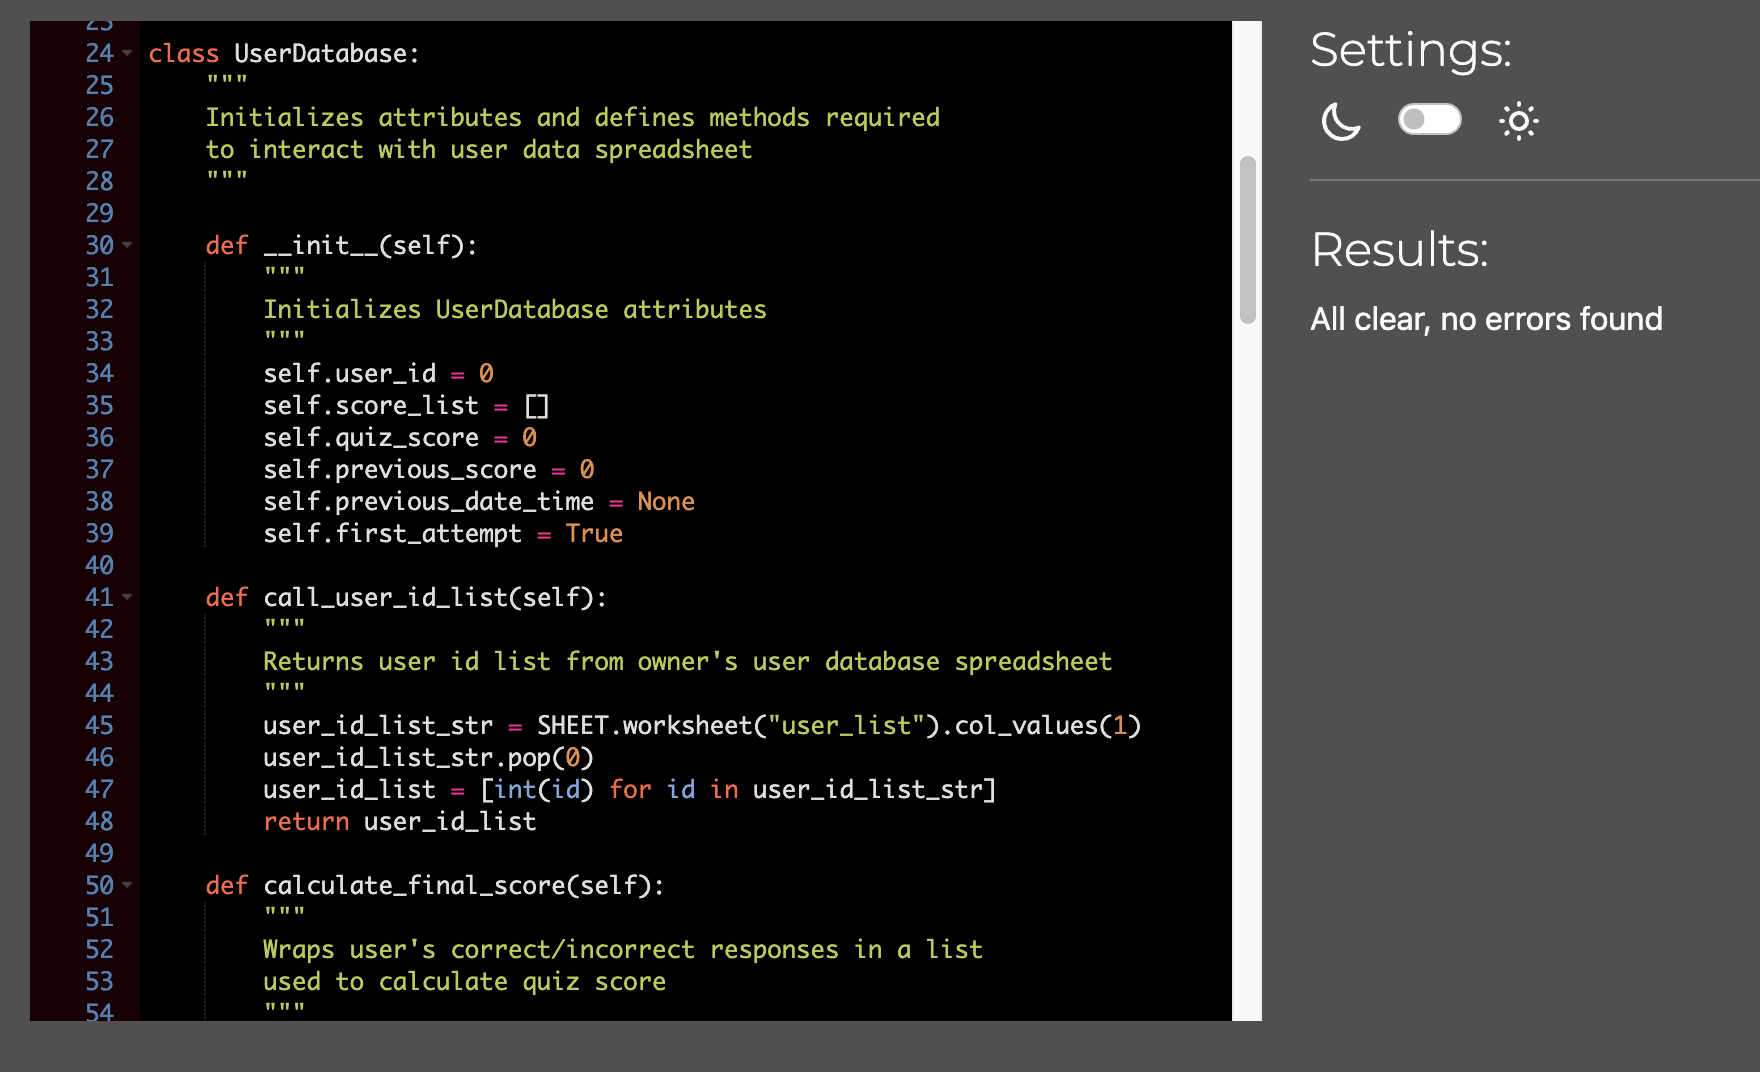 23
24 class UserDatabase:
25     """
26     Initializes attributes and defines methods required
27     to interact with user data spreadsheet
28     """
29
30     def __init__(self):
31         """
32         Initializes UserDatabase attributes
33         """
34         self.user_id = 0
35         self.score_list = []
36         self.quiz_score = 0
37         self.previous_score = 0
38         self.previous_date_time = None
39         self.first_attempt = True
40
41     def call_user_id_list(self):
42         """
43         Returns user id list from owner's user database spreadsheet
44         """
45         user_id_list_str = SHEET.worksheet("user_list").col_values(1)
46         user_id_list_str.pop(0)
47         user_id_list = [int(id) for id in user_id_list_str]
48         return user_id_list
49
50     def calculate_final_score(self):
51         """
52         Wraps user's correct/incorrect responses in a list
53         used to calculate quiz score
54         """
Settings:
Results:
All clear, no errors found